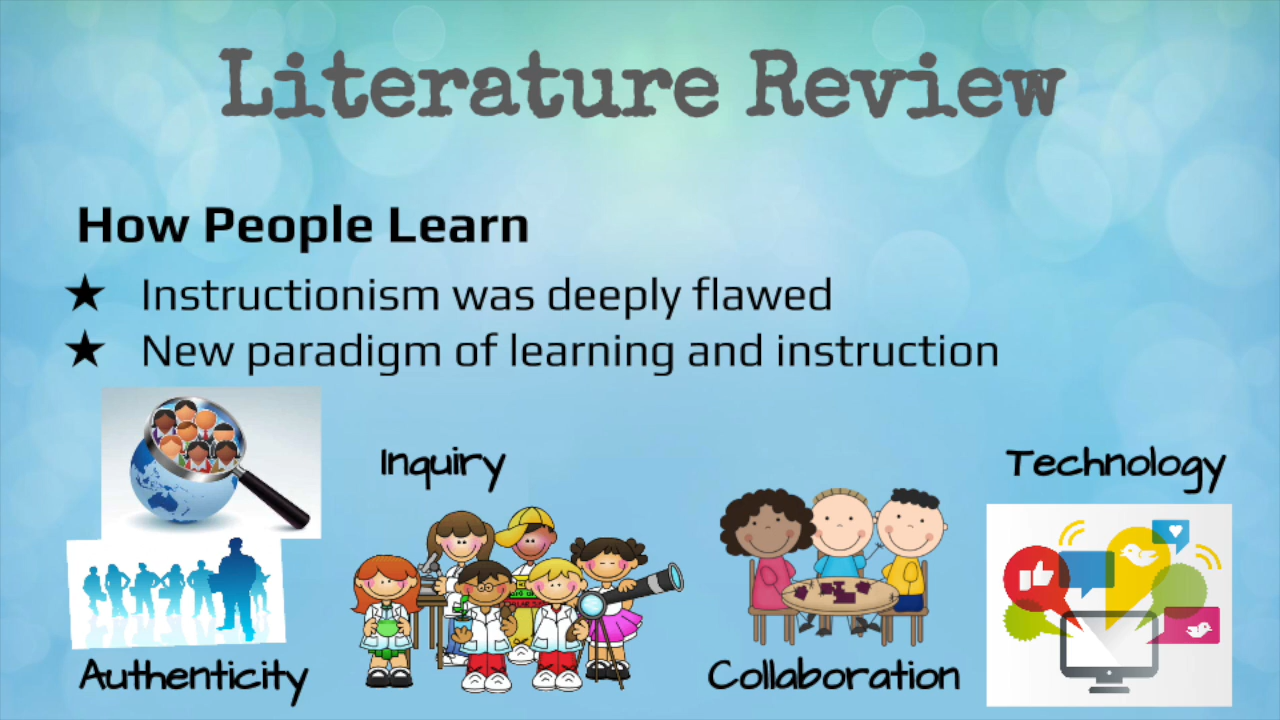 Literature Review
How People Learn
★ Instructionism was deeply flawed
★ New paradigm of learning and instruction
Inquiry
Technology
Authenticity
Collaboration